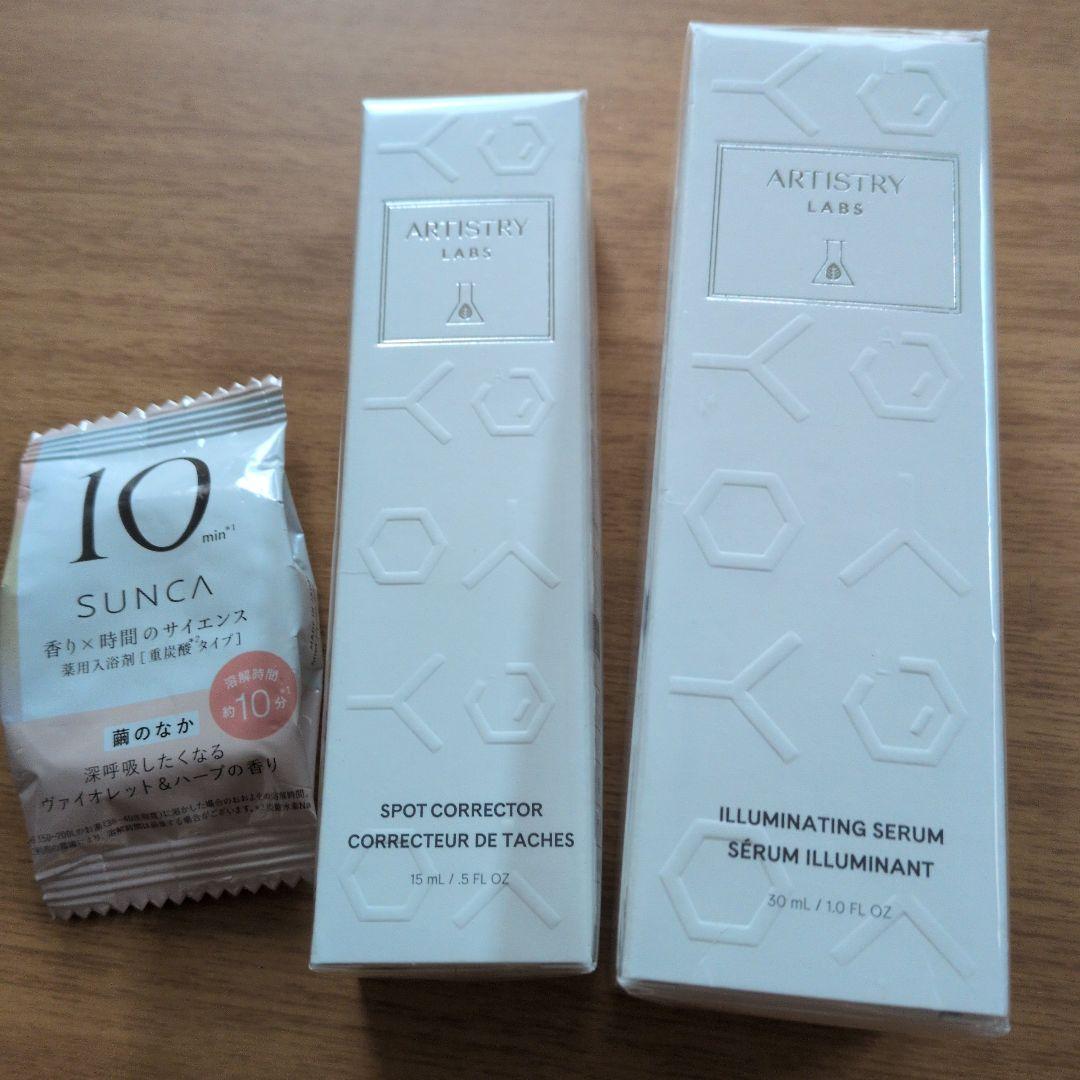 10
min*1
SUNCA
香り×時間のサイエンス
薬用入浴剤[重炭酸*2タイプ]
溶解時間
約10分*1
繭のなか
深呼吸したくなる
ヴァイオレット&ハーブの香り
ARTISTRY
LABS
SPOT CORRECTOR
CORRECTEUR DE TACHES
15 mL / .5 FL OZ
ARTISTRY
LABS
ILLUMINATING SERUM
SÉRUM ILLUMINANT
30 mL / 1.0 FL OZ